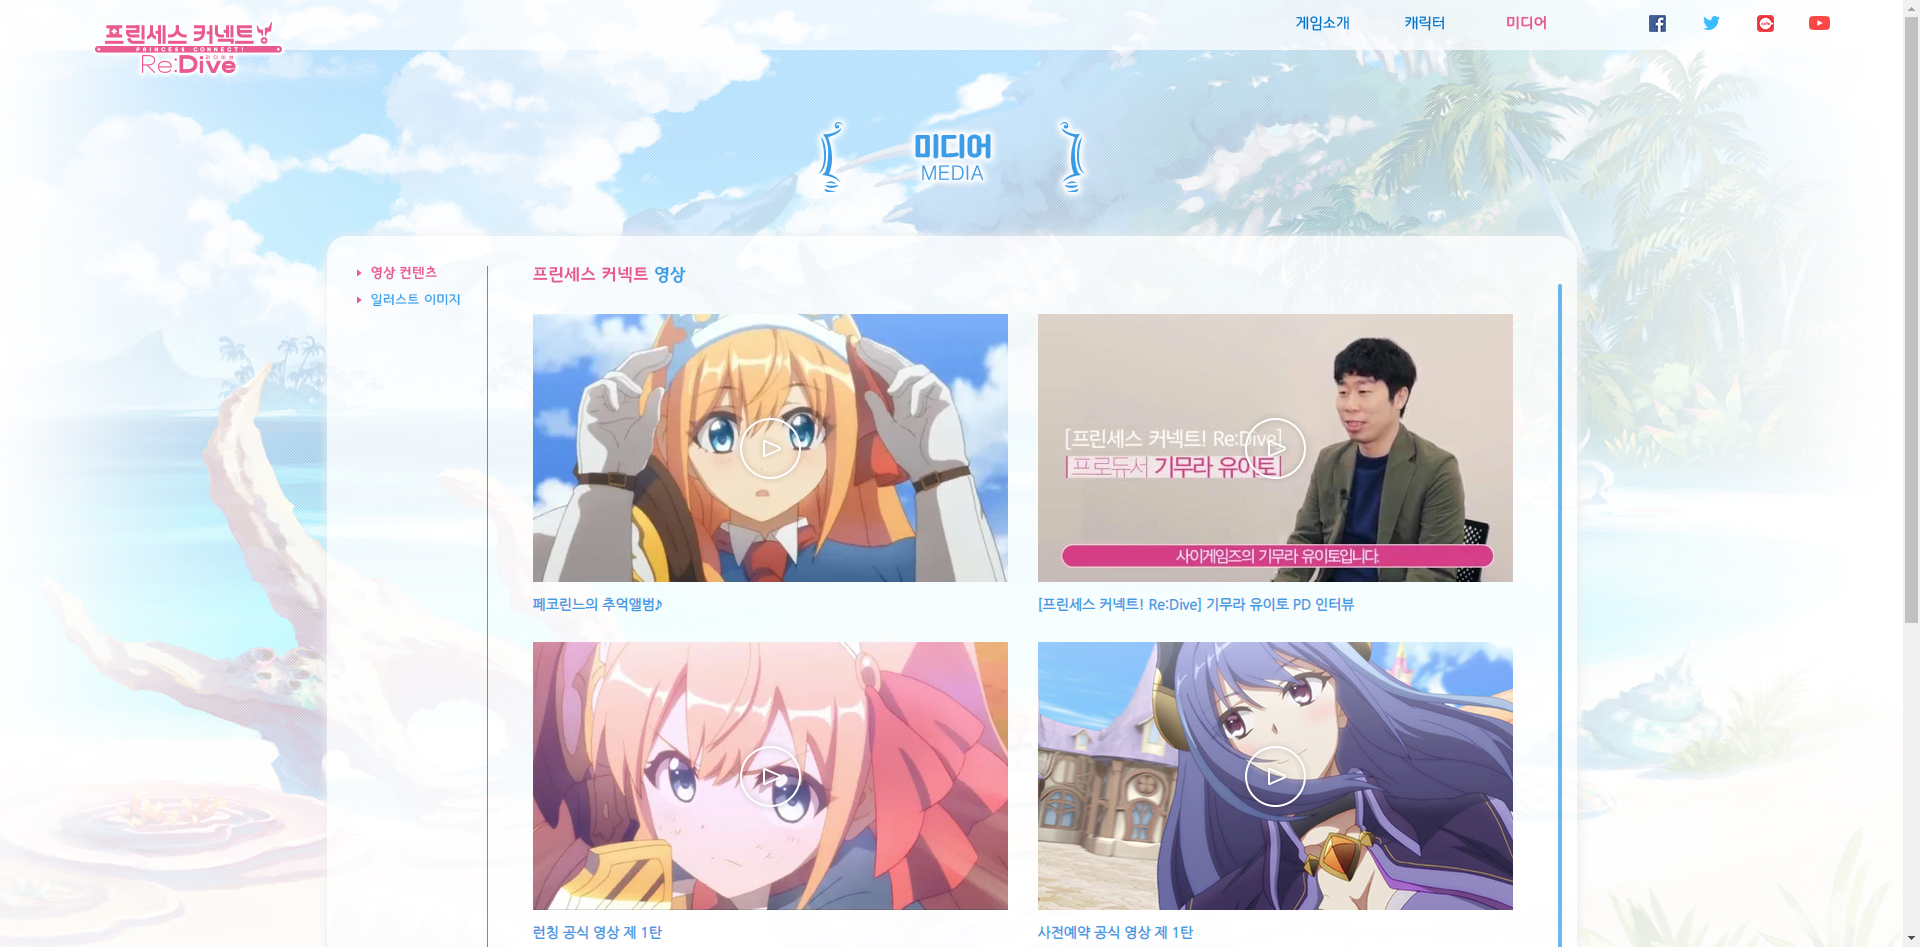 프린세스 커넥트!
PRINCESS CONNECT!
Re:Dive
게임소개
캐릭터
미디어
미디어
MEDIA
영상 컨텐츠
일러스트 이미지
프린세스 커넥트 영상
[프린세스 커넥트! Re:Dive]
프로듀서 기무라 유이토
사이게임즈의 기무라 유이토입니다.
페코린느의 추억앨범♪
[프린세스 커넥트! Re:Dive] 기무라 유이토 PD 인터뷰
런칭 공식 영상 제 1탄
사전예약 공식 영상 제 1탄